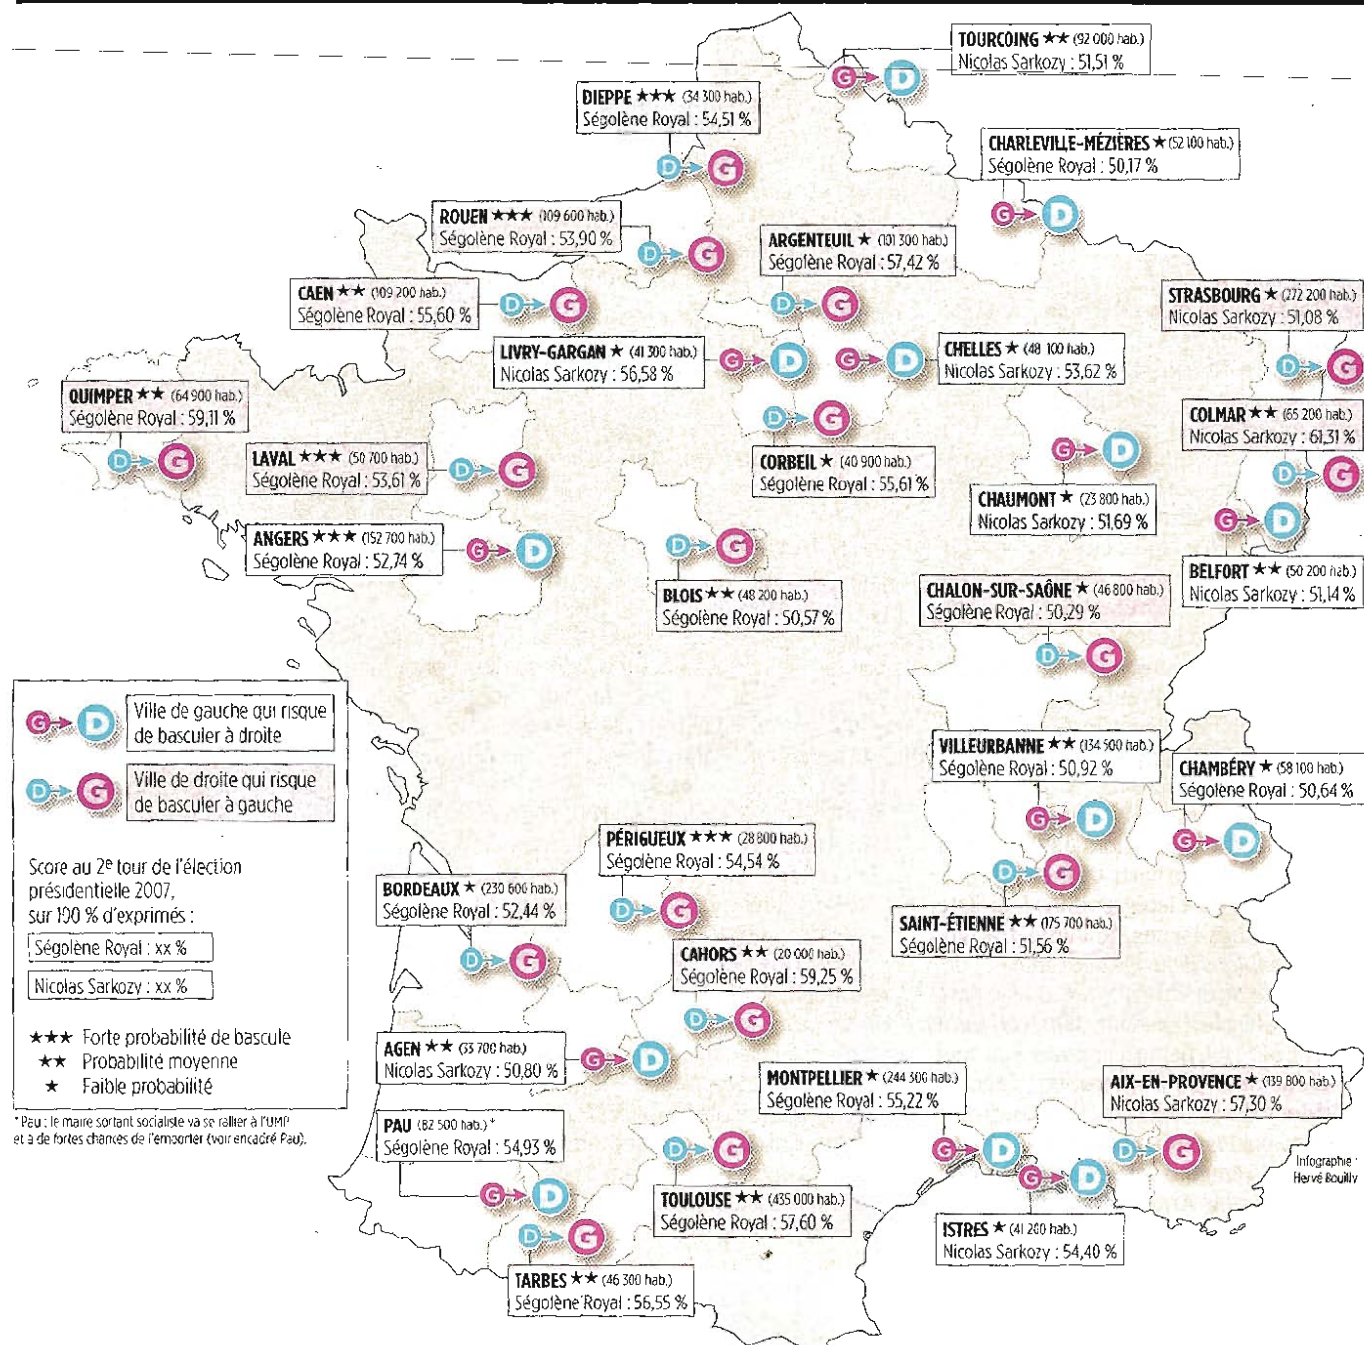 TOURCOING ★★ (92 000 hab.)
Nicolas Sarkozy : 51,51 %
G D
DIEPPE ★★★ (34 300 hab.)
Ségolène Royal : 54,51 %
D G
CHARLEVILLE-MÉZIÈRES ★ (52 100 hab.)
Ségolène Royal : 50,17 %
G D
ROUEN ★★★ (109 600 hab.)
Ségolène Royal : 53,90 %
D G
ARGENTEUIL ★ (101 300 hab.)
Ségolène Royal : 57,42 %
D G
CAEN ★★ (109 200 hab.)
Ségolène Royal : 55,60 %
D G
STRASBOURG ★ (272 200 hab.)
Nicolas Sarkozy : 51,08 %
D G
LIVRY-GARGAN ★ (41 300 hab.)
Nicolas Sarkozy : 56,58 %
G D
CHELLES ★ (48 100 hab.)
Nicolas Sarkozy : 53,62 %
G D
QUIMPER ★★ (64 900 hab.)
Ségolène Royal : 59,11 %
D G
COLMAR ★★ (65 200 hab.)
Nicolas Sarkozy : 61,31 %
D G
LAVAL ★★★ (50 700 hab.)
Ségolène Royal : 53,61 %
D G
CORBEIL ★ (40 900 hab.)
Ségolène Royal : 55,61 %
D G
CHAUMONT ★ (23 800 hab.)
Nicolas Sarkozy : 51,69 %
G D
ANGERS ★★★ (152 700 hab.)
Ségolène Royal : 52,74 %
G D
BLOIS ★★ (48 200 hab.)
Ségolène Royal : 50,57 %
D G
BELFORT ★★ (50 200 hab.)
Nicolas Sarkozy : 51,14 %
G D
CHALON-SUR-SAÔNE ★ (46 800 hab.)
Ségolène Royal : 50,29 %
D G
VILLEURBANNE ★★ (134 500 hab.)
Ségolène Royal : 50,92 %
G D
CHAMBÉRY ★ (58 100 hab.)
Ségolène Royal : 50,64 %
G D
PÉRIGUEUX ★★★ (28 800 hab.)
Ségolène Royal : 54,54 %
D G
SAINT-ÉTIENNE ★★ (175 700 hab.)
Ségolène Royal : 51,56 %
D G
BORDEAUX ★ (230 600 hab.)
Ségolène Royal : 52,44 %
D G
CAHORS ★★ (20 000 hab.)
Ségolène Royal : 59,25 %
D G
AGEN ★★ (33 700 hab.)
Nicolas Sarkozy : 50,80 %
G D
MONTPELLIER ★ (244 300 hab.)
Ségolène Royal : 55,22 %
G D
AIX-EN-PROVENCE ★ (139 800 hab.)
Nicolas Sarkozy : 57,30 %
D G
PAU (82 500 hab.)*
Ségolène Royal : 54,93 %
G D
TOULOUSE ★★ (435 000 hab.)
Ségolène Royal : 57,60 %
D G
ISTRES ★ (41 200 hab.)
Nicolas Sarkozy : 54,40 %
G D
TARBES ★★ (46 300 hab.)
Ségolène Royal : 56,55 %
D G
G D Ville de gauche qui risque
de basculer à droite
D G Ville de droite qui risque
de basculer à gauche
Score au 2e tour de l'élection
présidentielle 2007,
sur 100 % d'exprimés :
Ségolène Royal : xx %
Nicolas Sarkozy : xx %
★★★ Forte probabilité de bascule
★★ Probabilité moyenne
★ Faible probabilité
* Pau : le maire sortant socialiste va se rallier à l'UMP
et a de fortes chances de l'emporter (voir encadré Pau).
Infographie :
Hervé Bouilly